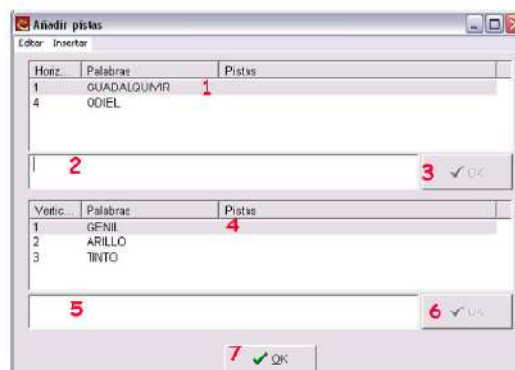 Añadir pistas
Editar Insertar
Horiz... Palabras Pistas
1 GUADALQUIVIR 1
4 ODIEL
2
3 OK
Vertic... Palabras Pistas
1 GENIL 4
2 ARILLO
3 TINTO
5
6 OK
7 OK